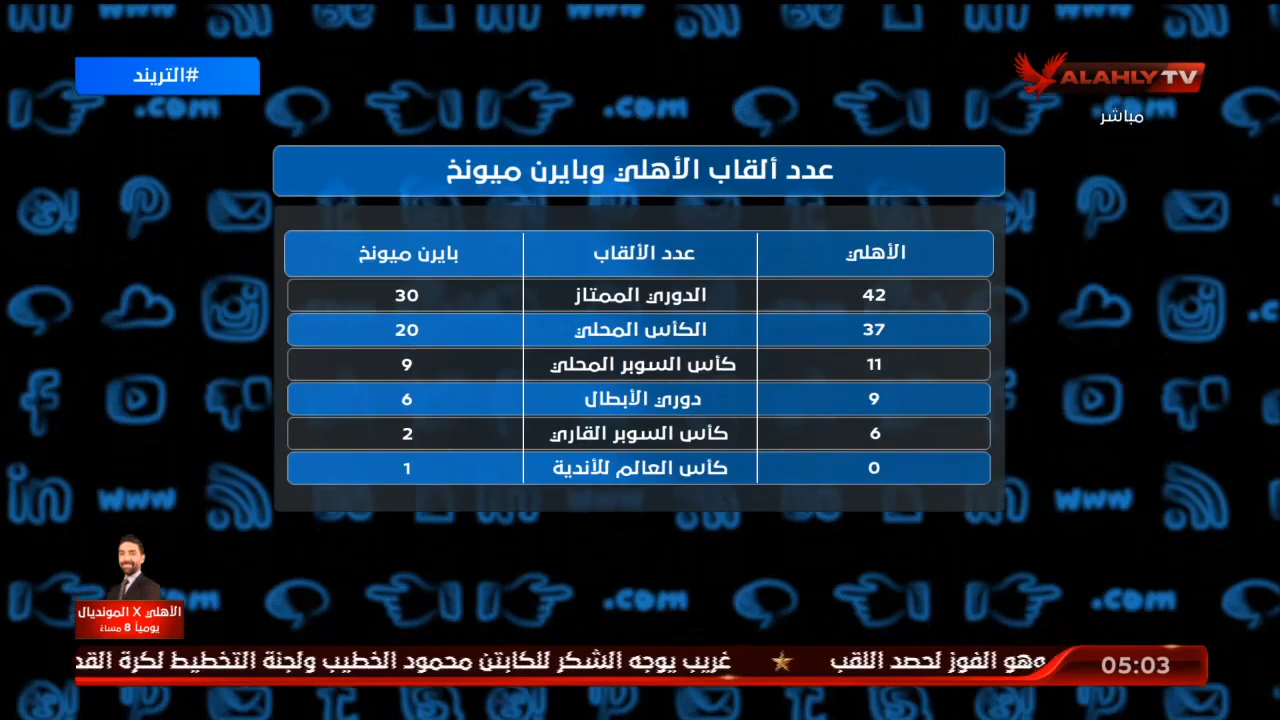 #التريند
ALAHLY TV
مباشر
عدد ألقاب الأهلي وبايرن ميونخ
الأهلي عدد الألقاب بايرن ميونخ
42 الدوري الممتاز 30
37 الكأس المحلي 20
11 كأس السوبر المحلي 9
9 دوري الأبطال 6
6 كأس السوبر القاري 2
0 كأس العالم للأندية 1
الأهلي X المونديال
يومياً 8 مساءً
وهو الفوز لحصد اللقب ★ غريب يوجه الشكر للكابتن محمود الخطيب ولجنة التخطيط لكرة
05:03